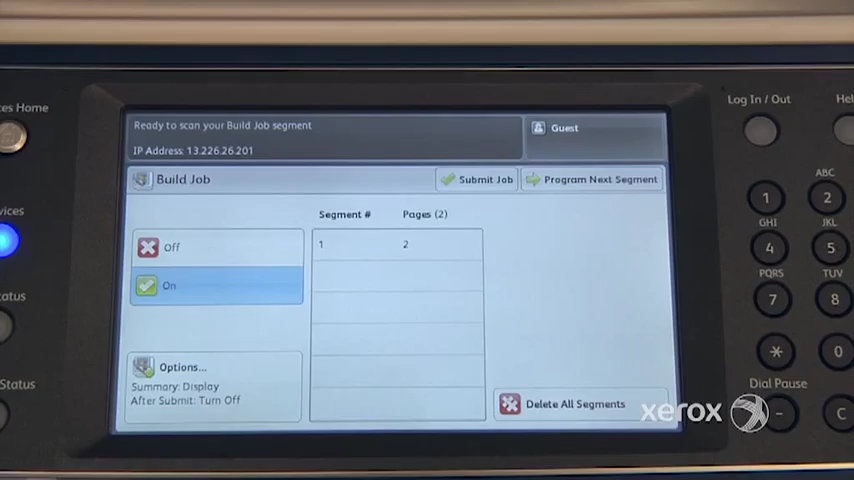 ces Home
Ready to scan your Build Job segment
IP Address: 13.226.26.201
Guest
Log In / Out
Hel
Build Job
Submit Job
Program Next Segment
Segment #
Pages (2)
1
2
Off
On
Options...
Summary: Display
After Submit: Turn Off
Delete All Segments
vices
tatus
Status
ABC
1
2
GHI
JKL
4
5
PQRS
TUV
7
8
*
0
Dial Pause
-
C
xerox